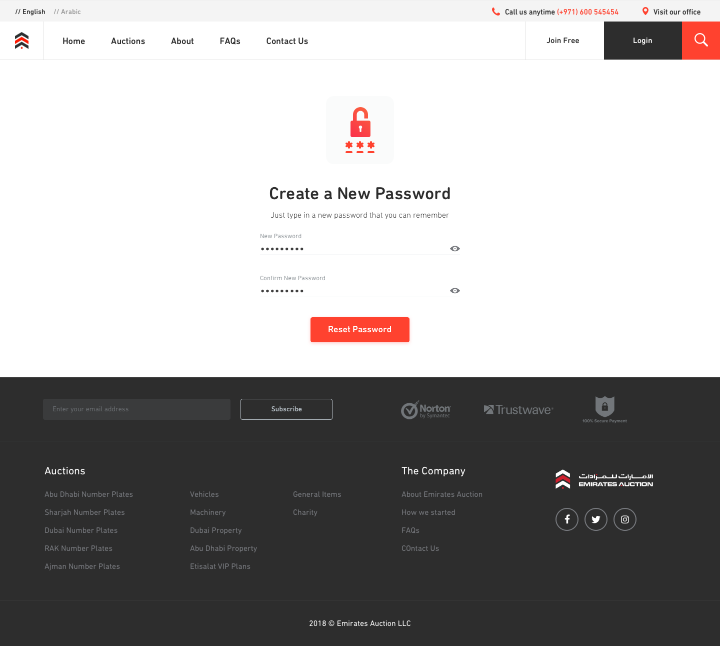 // English // Arabic
Call us anytime (+971) 600 545454
Visit our office
Home Auctions About FAQs Contact Us
Join Free
Login
Create a New Password
Just type in a new password that you can remember
New Password
Confirm New Password
Reset Password
Enter your email address
Subscribe
Norton
by Symantec
Trustwave
100% Secure Payment
Auctions
Abu Dhabi Number Plates
Sharjah Number Plates
Dubai Number Plates
RAK Number Plates
Ajman Number Plates
Vehicles
Machinery
Dubai Property
Abu Dhabi Property
Etisalat VIP Plans
General Items
Charity
The Company
About Emirates Auction
How we started
FAQs
COntact Us
الإمارات للمزادات
EMIRATES AUCTION
2018 © Emirates Auction LLC